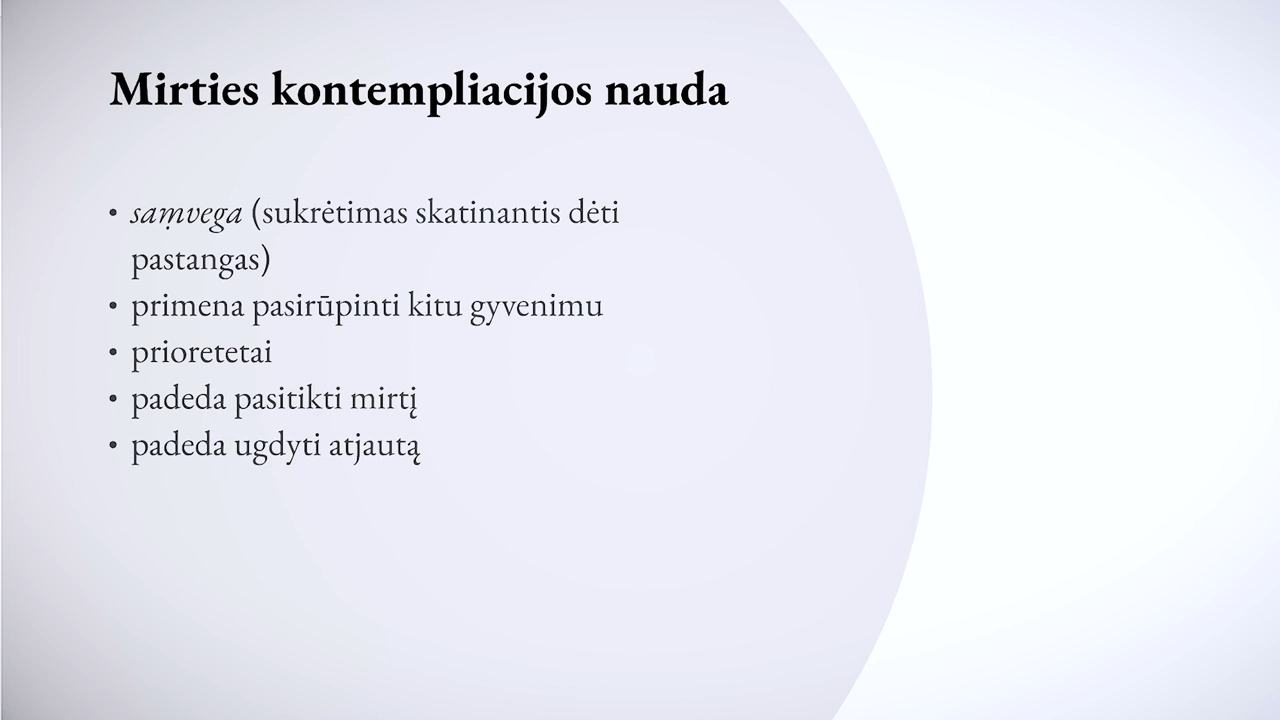 Mirties kontempliacijos nauda
• saṃvega (sukrėtimas skatinantis dėti
pastangas)
• primena pasirūpinti kitu gyvenimu
• prioretetai
• padeda pasitikti mirtį
• padeda ugdyti atjautą